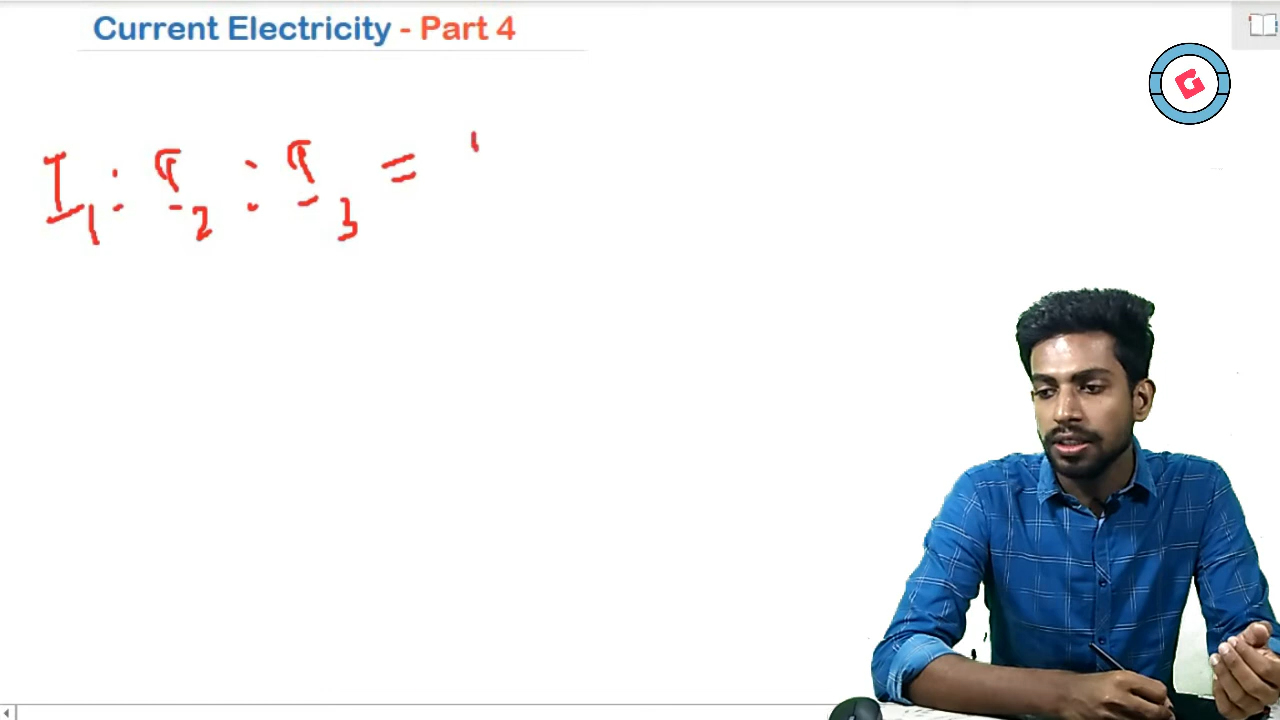 Current Electricity - Part 4
I₁ : I₂ : I₃ = '
G